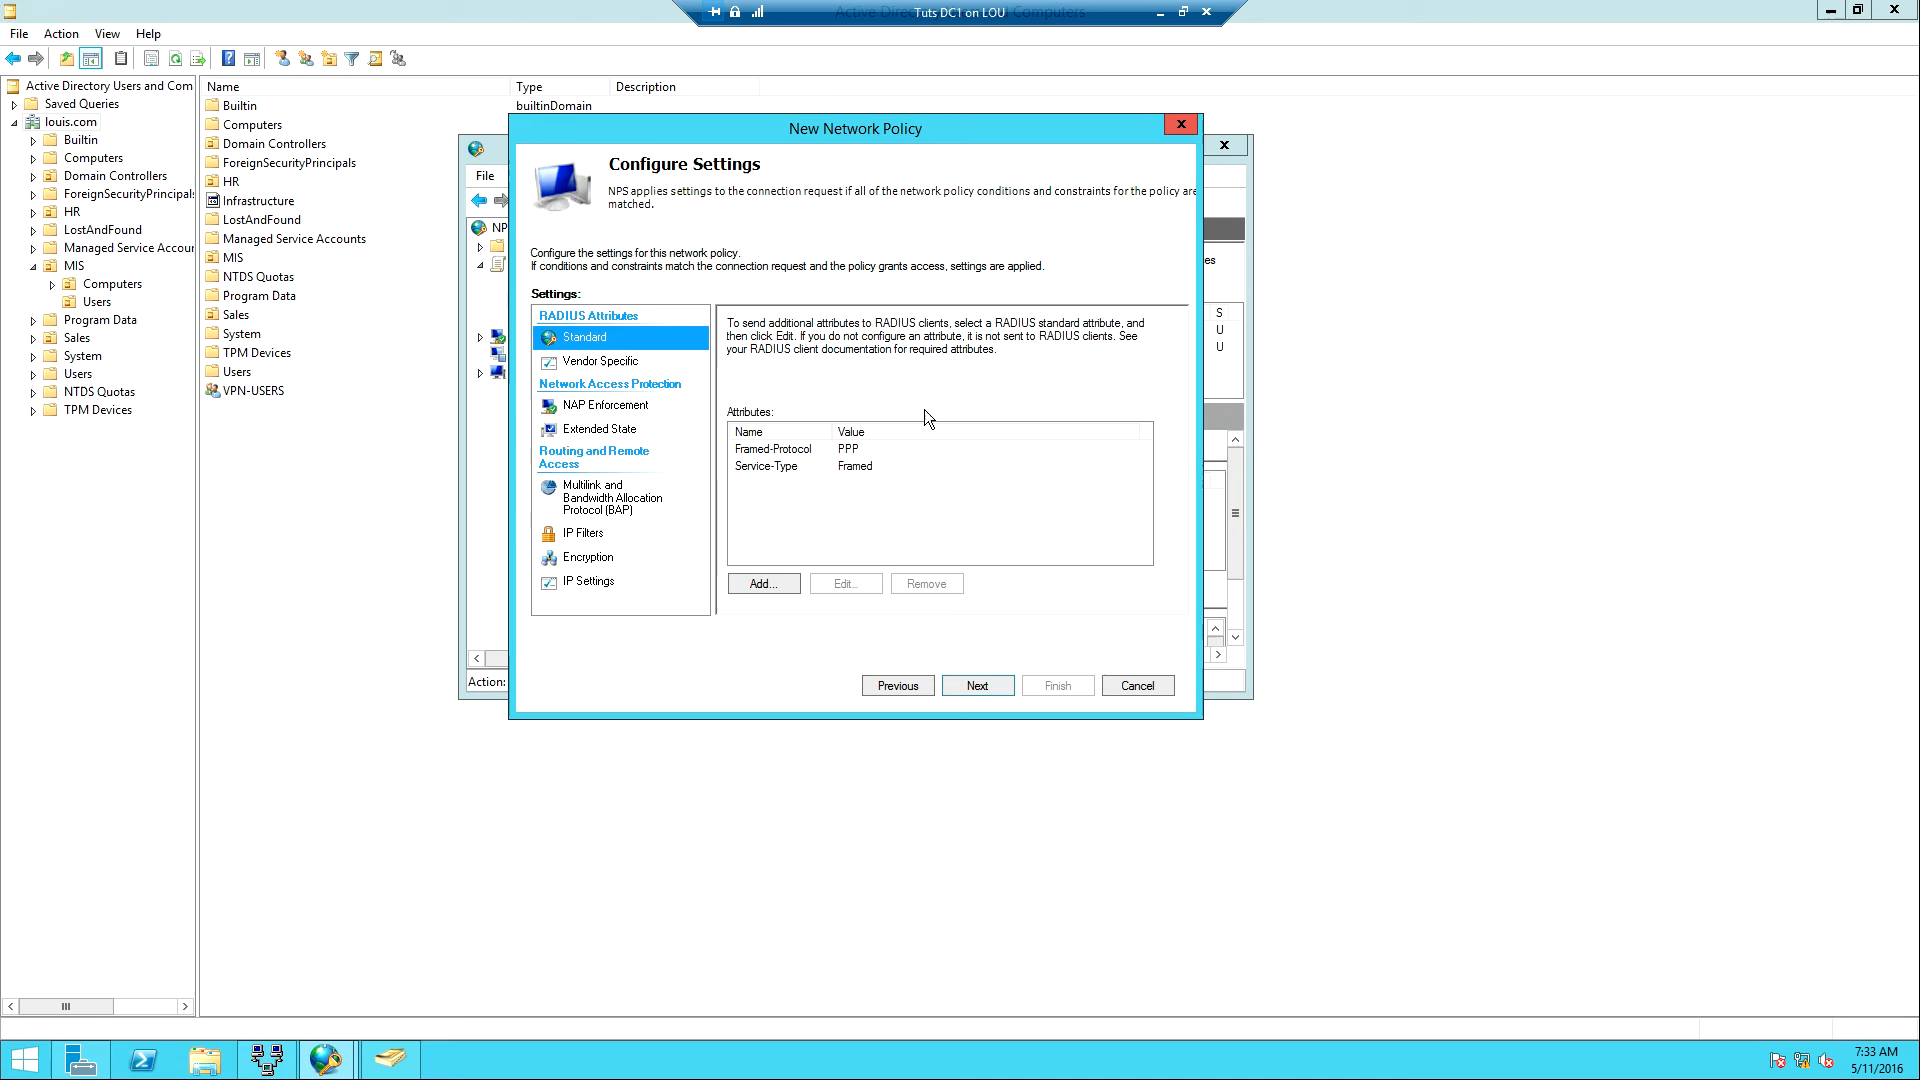 Active Direc
Tuts DC1 on LOU
Computers
File Action View Help
Active Directory Users and Com
Saved Queries
louis.com
Builtin
Computers
Domain Controllers
ForeignSecurityPrincipals
HR
LostAndFound
Managed Service Accour
MIS
Computers
Users
Program Data
Sales
System
Users
NTDS Quotas
TPM Devices
Name Type Description
Builtin builtinDomain
Computers
Domain Controllers
ForeignSecurityPrincipals
HR
Infrastructure
LostAndFound
Managed Service Accounts
MIS
NTDS Quotas
Program Data
Sales
System
TPM Devices
Users
VPN-USERS
File
NP
Action:
es
S
U
U
New Network Policy
Configure Settings
NPS applies settings to the connection request if all of the network policy conditions and constraints for the policy are
matched.
Configure the settings for this network policy.
If conditions and constraints match the connection request and the policy grants access, settings are applied.
Settings:
RADIUS Attributes
Standard
Vendor Specific
Network Access Protection
NAP Enforcement
Extended State
Routing and Remote
Access
Multilink and
Bandwidth Allocation
Protocol (BAP)
IP Filters
Encryption
IP Settings
To send additional attributes to RADIUS clients, select a RADIUS standard attribute, and
then click Edit. If you do not configure an attribute, it is not sent to RADIUS clients. See
your RADIUS client documentation for required attributes.
Attributes:
Name Value
Framed-Protocol PPP
Service-Type Framed
Add... Edit... Remove
Previous Next Finish Cancel
7:33 AM
5/11/2016